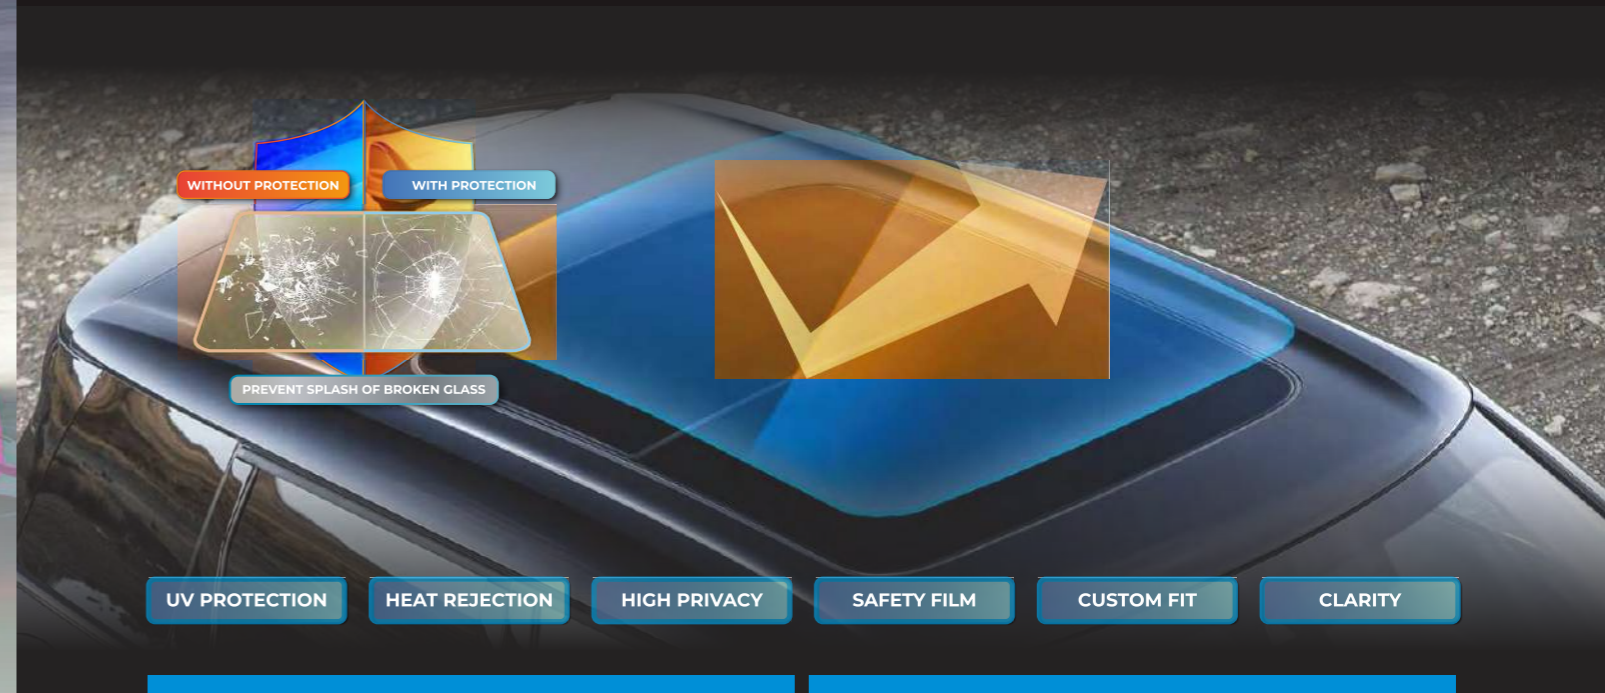 WITHOUT PROTECTION
WITH PROTECTION
PREVENT SPLASH OF BROKEN GLASS
UV PROTECTION
HEAT REJECTION
HIGH PRIVACY
SAFETY FILM
CUSTOM FIT
CLARITY